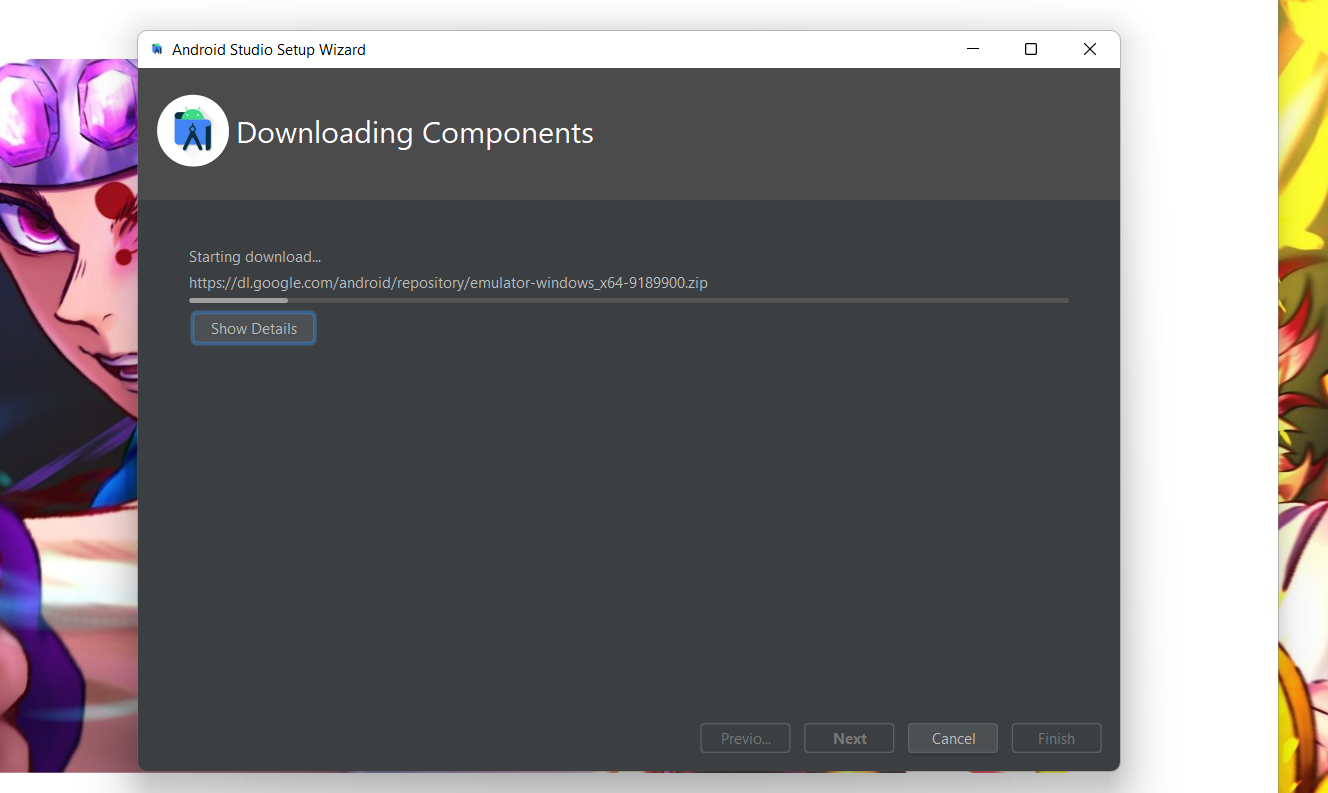 Android Studio Setup Wizard
Downloading Components
Starting download...
https://dl.google.com/android/repository/emulator-windows_x64-9189900.zip
Show Details
Previo... Next Cancel Finish